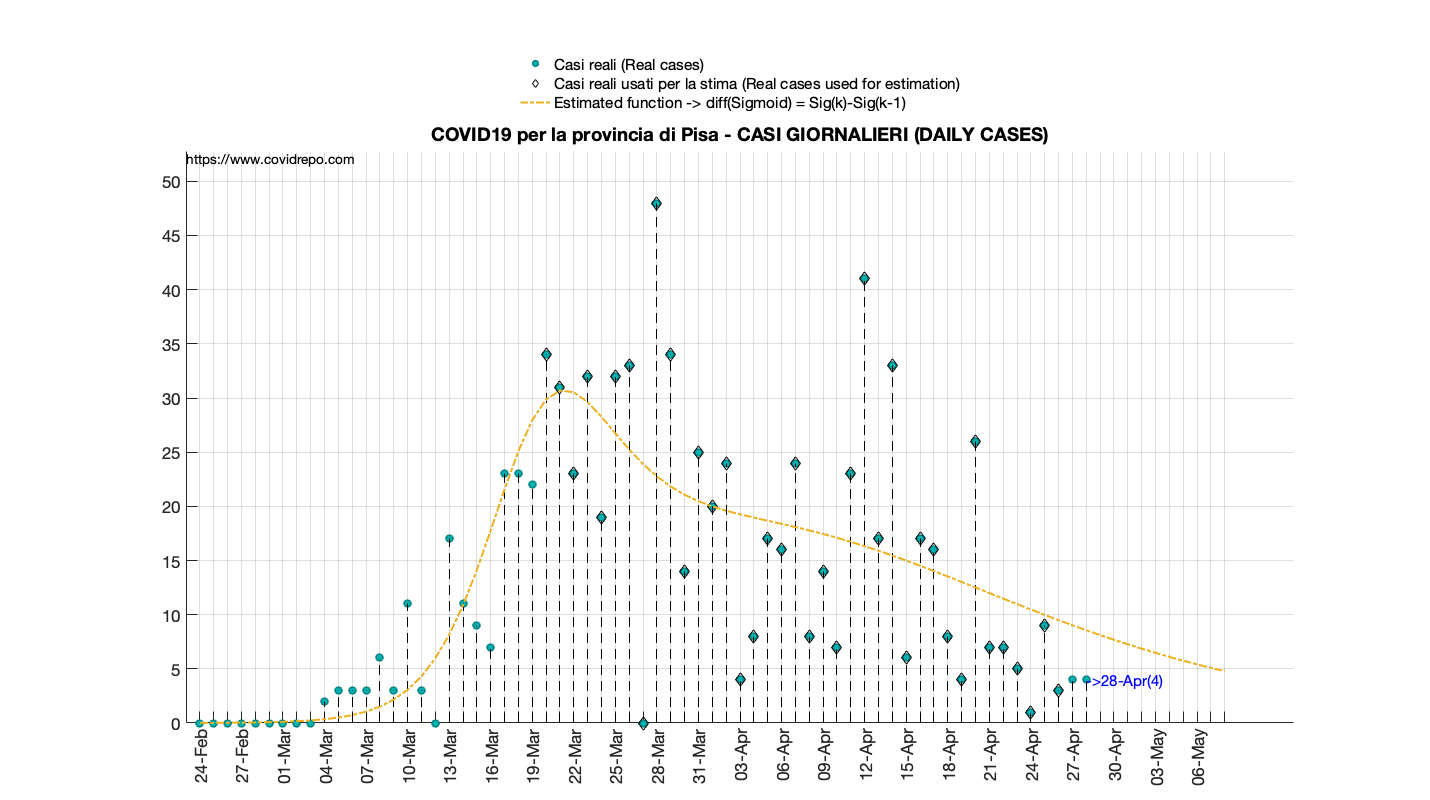 Casi reali (Real cases)
Casi reali usati per la stima (Real cases used for estimation)
Estimated function -> diff(Sigmoid) = Sig(k)-Sig(k-1)
COVID19 per la provincia di Pisa - CASI GIORNALIERI (DAILY CASES)
https://www.covidrepo.com
50
45
40
35
30
25
20
15
10
5
0
>28-Apr(4)
24-Feb
27-Feb
01-Mar
04-Mar
07-Mar
10-Mar
13-Mar
16-Mar
19-Mar
22-Mar
25-Mar
28-Mar
31-Mar
03-Apr
06-Apr
09-Apr
12-Apr
15-Apr
18-Apr
21-Apr
24-Apr
27-Apr
30-Apr
03-May
06-May